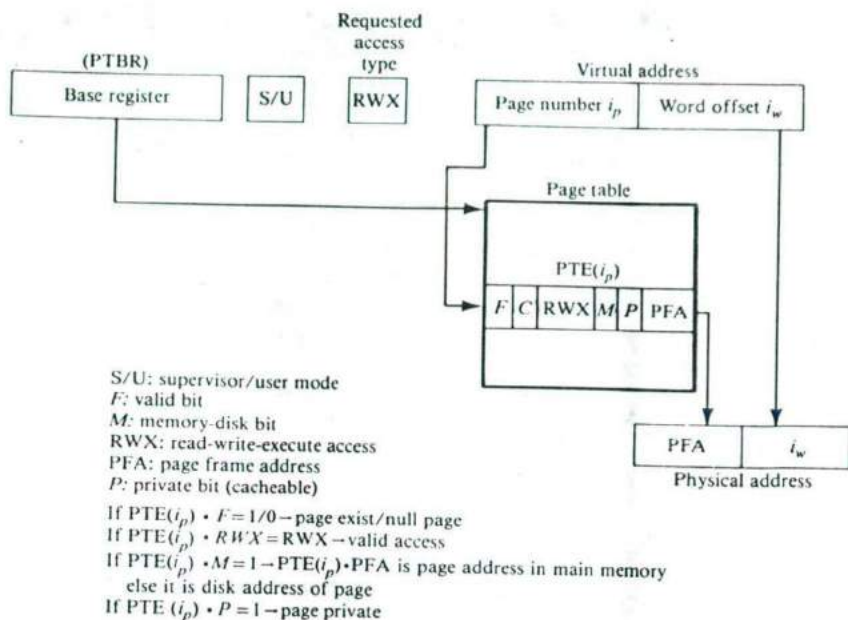 Requested
access
type
(PTBR)
Base register
S/U
RWX
Virtual address
Page number i_p
Word offset i_w
Page table
PTE(i_p)
F C RWX M P PFA
PFA i_w
Physical address
S/U: supervisor/user mode
F: valid bit
M: memory-disk bit
RWX: read-write-execute access
PFA: page frame address
P: private bit (cacheable)
If PTE(i_p) · F = 1/0 – page exist/null page
If PTE(i_p) · RWX = RWX – valid access
If PTE(i_p) · M = 1 – PTE(i_p) · PFA is page address in main memory
else it is disk address of page
If PTE (i_p) · P = 1 – page private